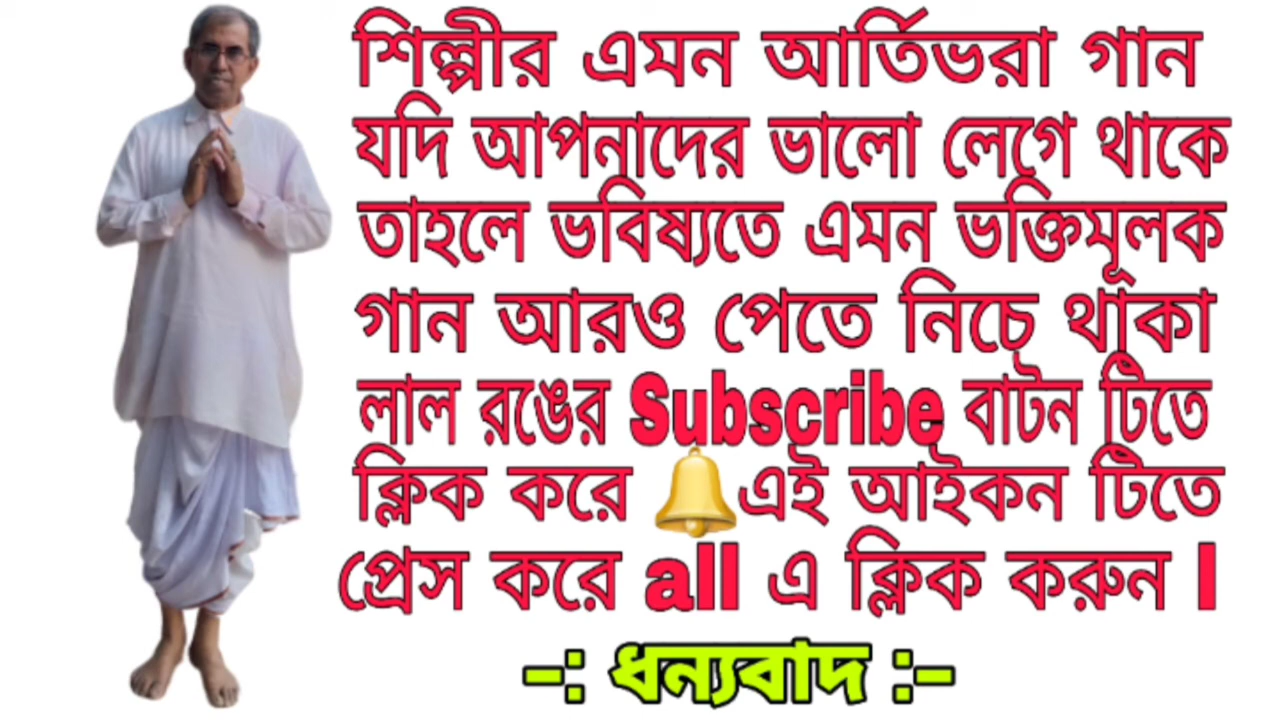 শিল্পীর এমন আর্তিভরা গান
যদি আপনাদের ভালো লেগে থাকে
তাহলে ভবিষ্যতে এমন ভক্তিমূলক
গান আরও পেতে নিচে থাকা
লাল রঙের Subscribe বাটন টিতে
ক্লিক করে 🔔এই আইকন টিতে
প্রেস করে all এ ক্লিক করুন l
-: ধন্যবাদ :-